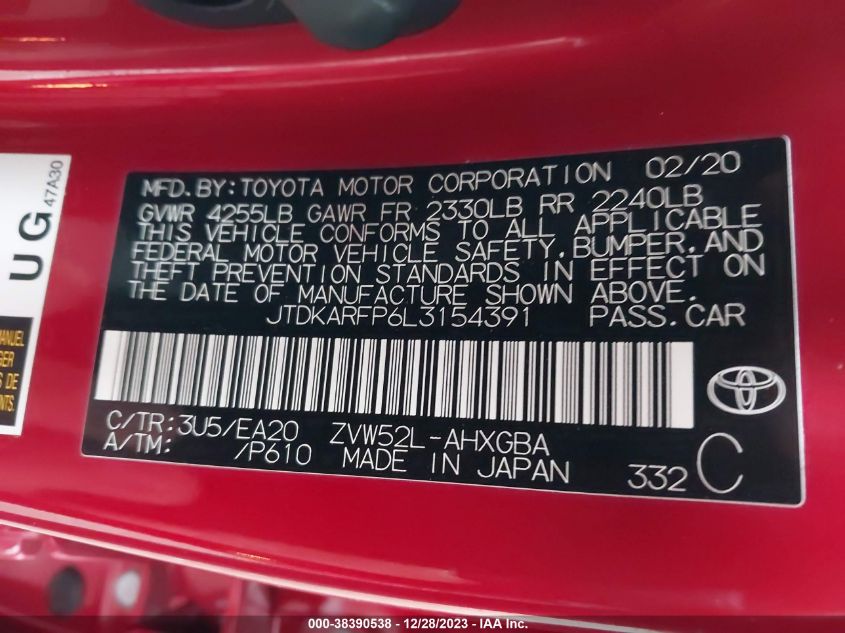 MFD. BY: TOYOTA MOTOR CORPORATION 02/20
GVWR 4255LB GAWR FR 2330LB RR 2240LB
THIS VEHICLE CONFORMS TO ALL APPLICABLE
FEDERAL MOTOR VEHICLE SAFETY, BUMPER, AND
THEFT PREVENTION STANDARDS IN EFFECT ON
THE DATE OF MANUFACTURE SHOWN ABOVE.
JTDKARFP6L3154391 PASS. CAR
C/TR: 3U5/EA20 ZVW52L-AHXGBA
A/TM: /P610 MADE IN JAPAN 332 C
UG
47A30
MANUEL
GER
S DE
NTS.
000-38390538 - 12/28/2023 - IAA Inc.